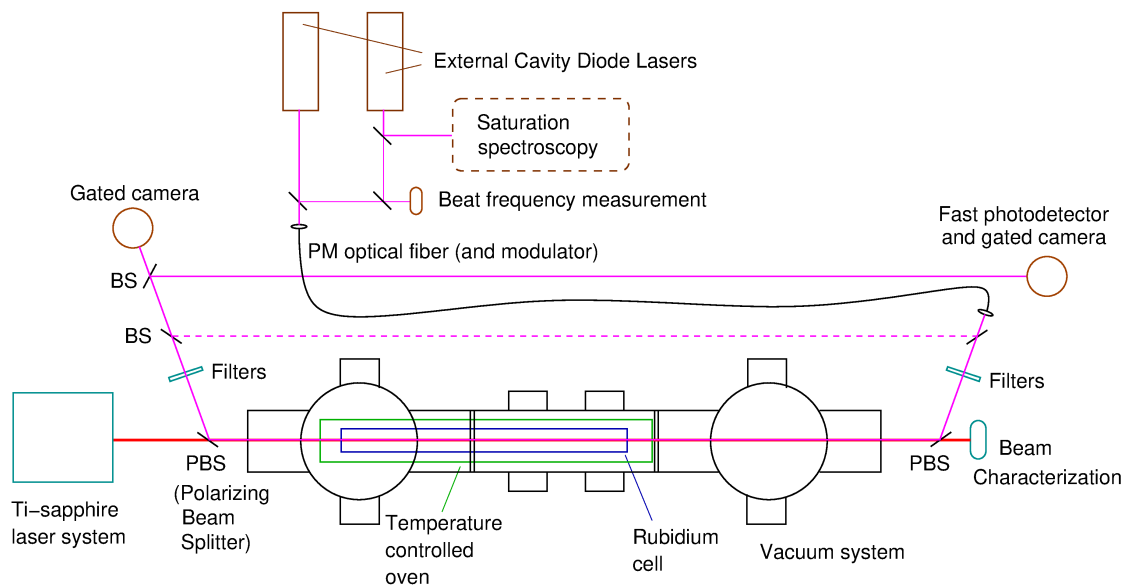 External Cavity Diode Lasers
Saturation
spectroscopy
Gated camera
Beat frequency measurement
Fast photodetector
and gated camera
PM optical fiber (and modulator)
BS
BS
Filters
Filters
PBS
(Polarizing
Beam
Splitter)
PBS
Beam
Characterization
Ti−sapphire
laser system
Temperature
controlled
oven
Rubidium
cell
Vacuum system